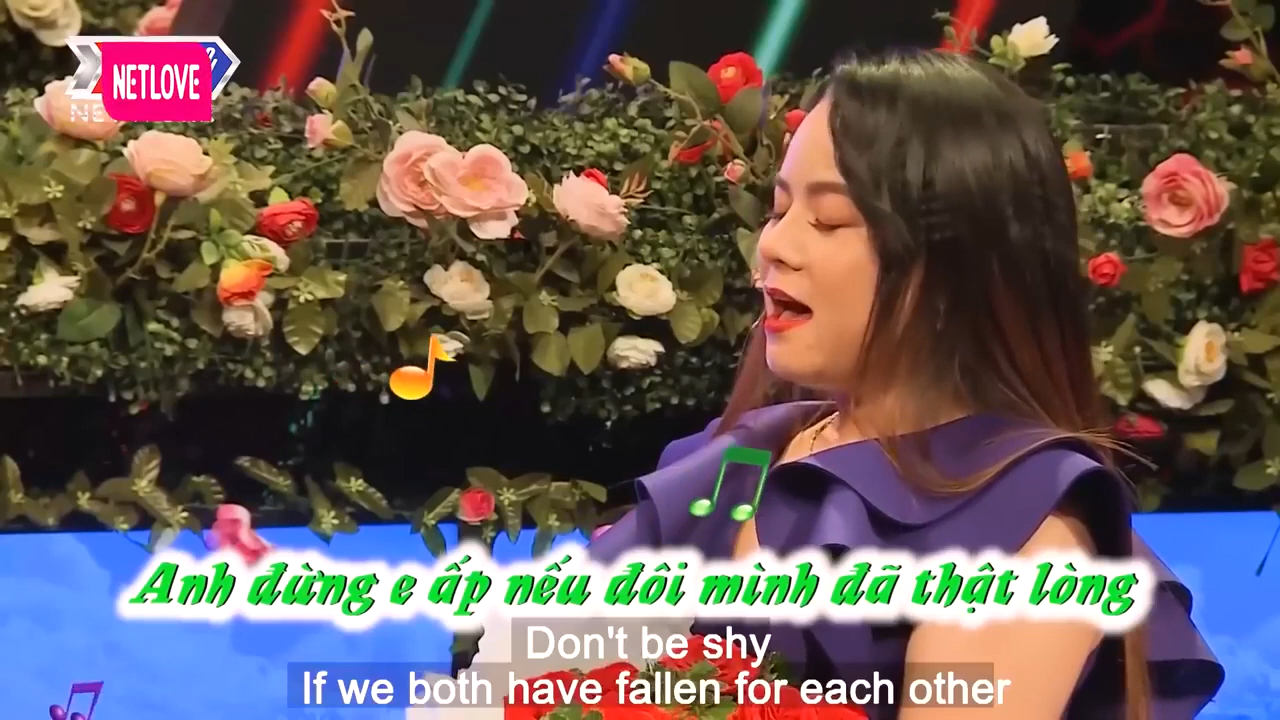 NETLOVE
Anh đừng e ấp nếu đôi mình đã thật lòng
Don't be shy
If we both have fallen for each other